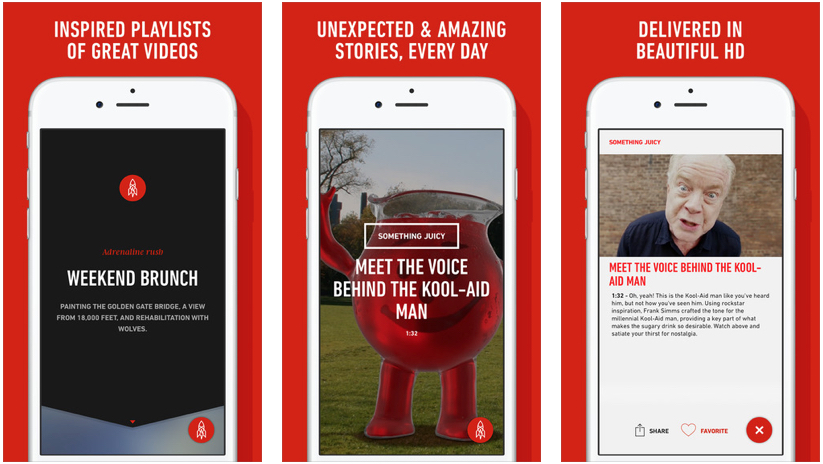 INSPIRED PLAYLISTS
OF GREAT VIDEOS
Adrenaline rush
WEEKEND BRUNCH
PAINTING THE GOLDEN GATE BRIDGE, A VIEW
FROM 18,000 FEET, AND REHABILITATION WITH
WOLVES.
UNEXPECTED & AMAZING
STORIES, EVERY DAY
SOMETHING JUICY
MEET THE VOICE
BEHIND THE KOOL-AID
MAN
1:32
DELIVERED IN
BEAUTIFUL HD
SOMETHING JUICY
MEET THE VOICE BEHIND THE KOOL-
AID MAN
1:32 - Oh, yeah! This is the Kool-Aid man like you've heard
him, but not how you've seen him. Using rockstar
inspiration, Frank Simms crafted the tone for the
millennial Kool-Aid man, providing a key part of what
makes the sugary drink so desirable. Watch above and
satiate your thirst for nostalgia.
SHARE
FAVORITE